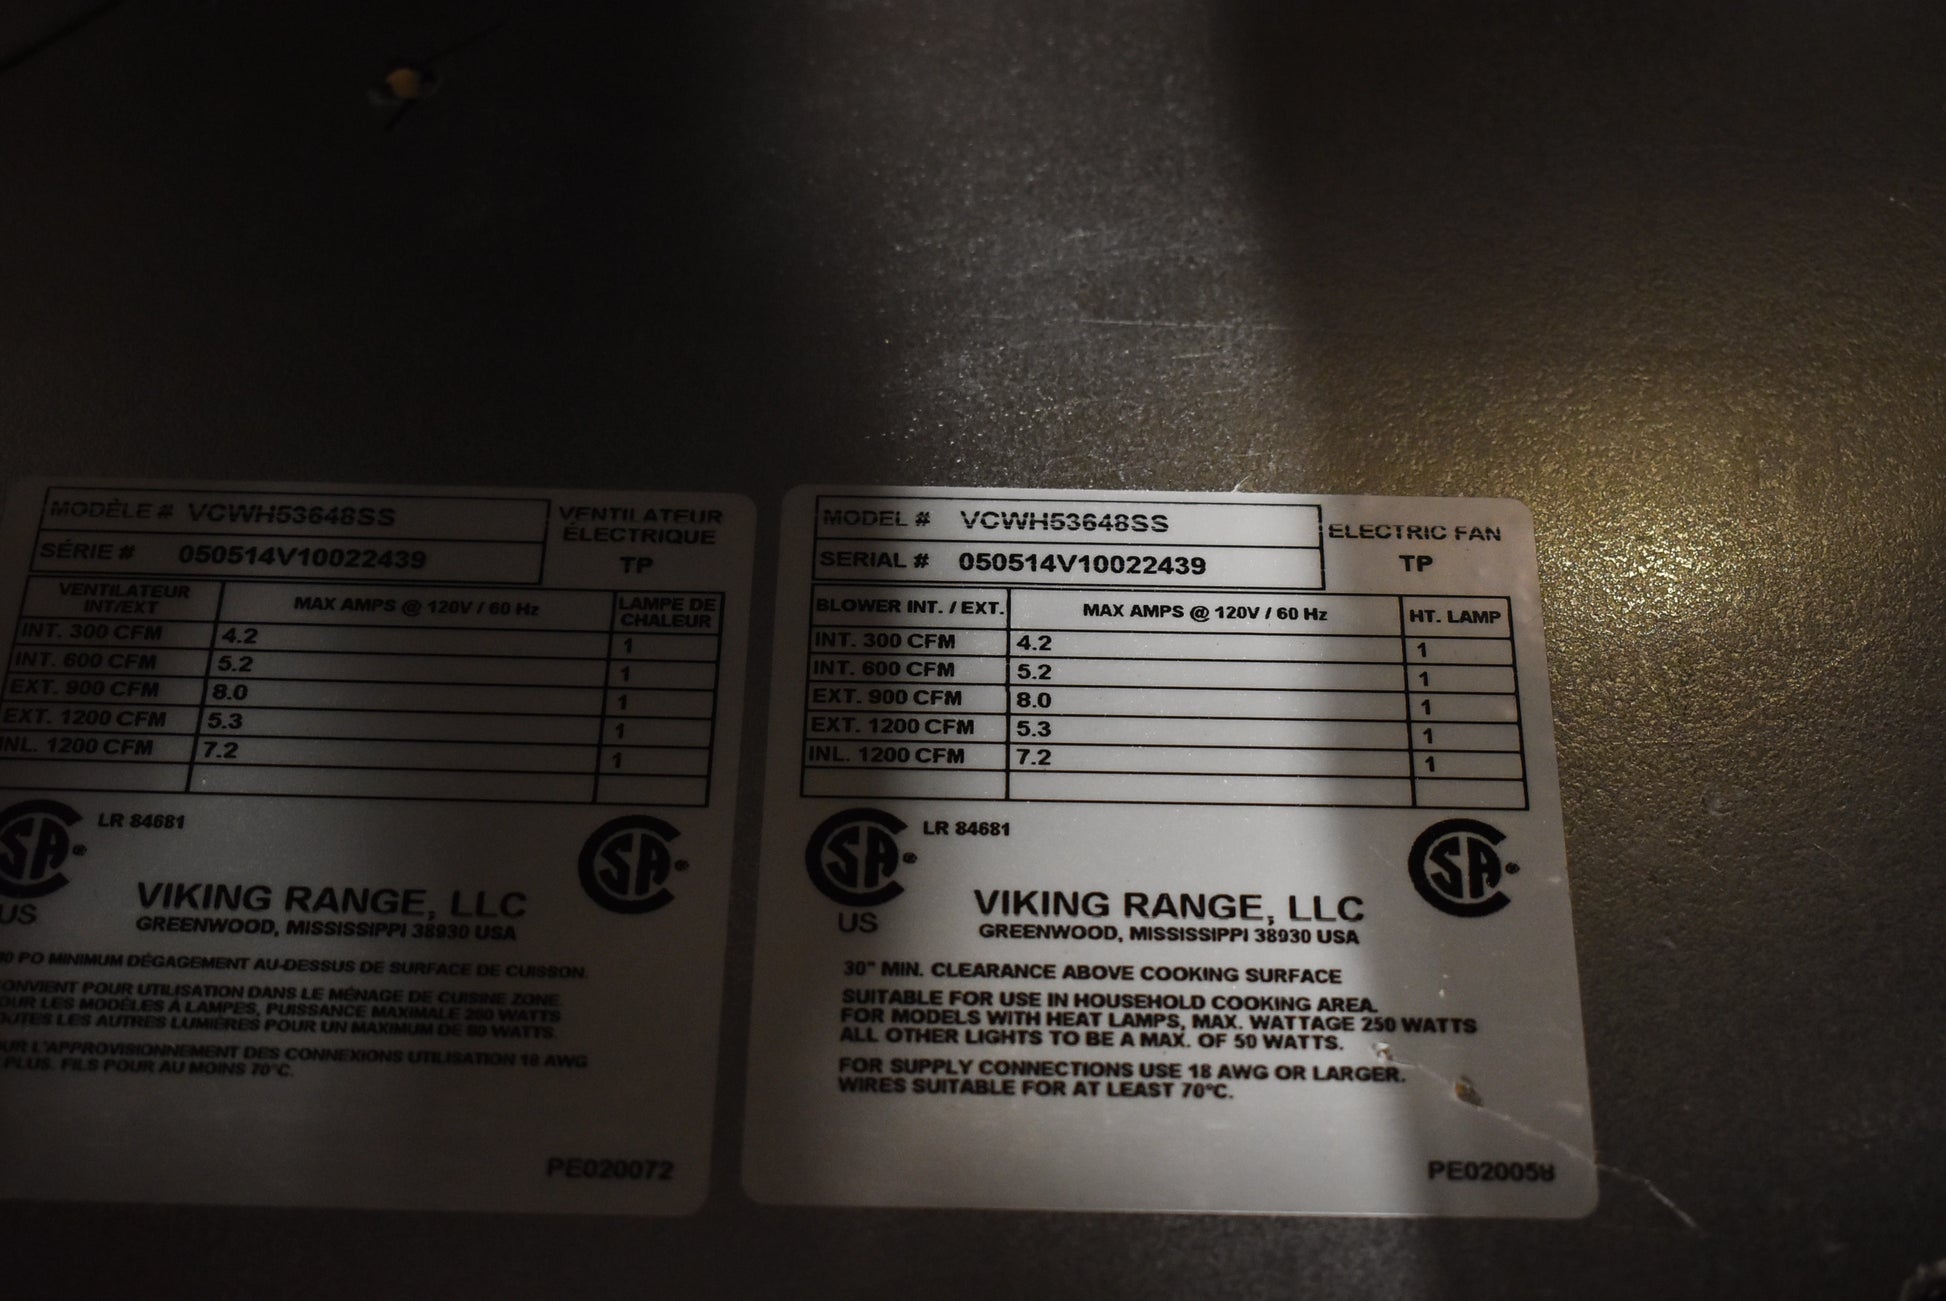 MODÈLE # VCWH53648SS
VENTILATEUR
ÉLECTRIQUE
SÉRIE # 050514V10022439
TP
VENTILATEUR
INT/EXT
MAX AMPS @ 120V / 60 Hz
LAMPE DE
CHALEUR
INT. 300 CFM 4.2 1
INT. 600 CFM 5.2 1
EXT. 900 CFM 8.0 1
EXT. 1200 CFM 5.3 1
INL. 1200 CFM 7.2 1
SA ®
US
LR 84681
SA ®
VIKING RANGE, LLC
GREENWOOD, MISSISSIPPI 38930 USA
PO MINIMUM DÉGAGEMENT AU-DESSUS DE SURFACE DE CUISSON.
POUR UTILISATION DANS LE MÉNAGE DE CUISINE ZONE.
LES MODÈLES À LAMPES, PUISSANCE MAXIMALE 250 WATTS
LES AUTRES LUMIÈRES POUR UN MAXIMUM DE 50 WATTS.
L'APPROVISIONNEMENT DES CONNEXIONS UTILISATION 18 AWG
PLUS. FILS POUR AU MOINS 70°C.
PE020072
MODEL # VCWH53648SS
ELECTRIC FAN
SERIAL # 050514V10022439
TP
BLOWER INT. / EXT. MAX AMPS @ 120V / 60 Hz HT. LAMP
INT. 300 CFM 4.2 1
INT. 600 CFM 5.2 1
EXT. 900 CFM 8.0 1
EXT. 1200 CFM 5.3 1
INL. 1200 CFM 7.2 1
SA ®
US
LR 84681
SA ®
VIKING RANGE, LLC
GREENWOOD, MISSISSIPPI 38930 USA
30" MIN. CLEARANCE ABOVE COOKING SURFACE
SUITABLE FOR USE IN HOUSEHOLD COOKING AREA.
FOR MODELS WITH HEAT LAMPS, MAX. WATTAGE 250 WATTS
ALL OTHER LIGHTS TO BE A MAX. OF 50 WATTS.
FOR SUPPLY CONNECTIONS USE 18 AWG OR LARGER.
WIRES SUITABLE FOR AT LEAST 70°C.
PE020058